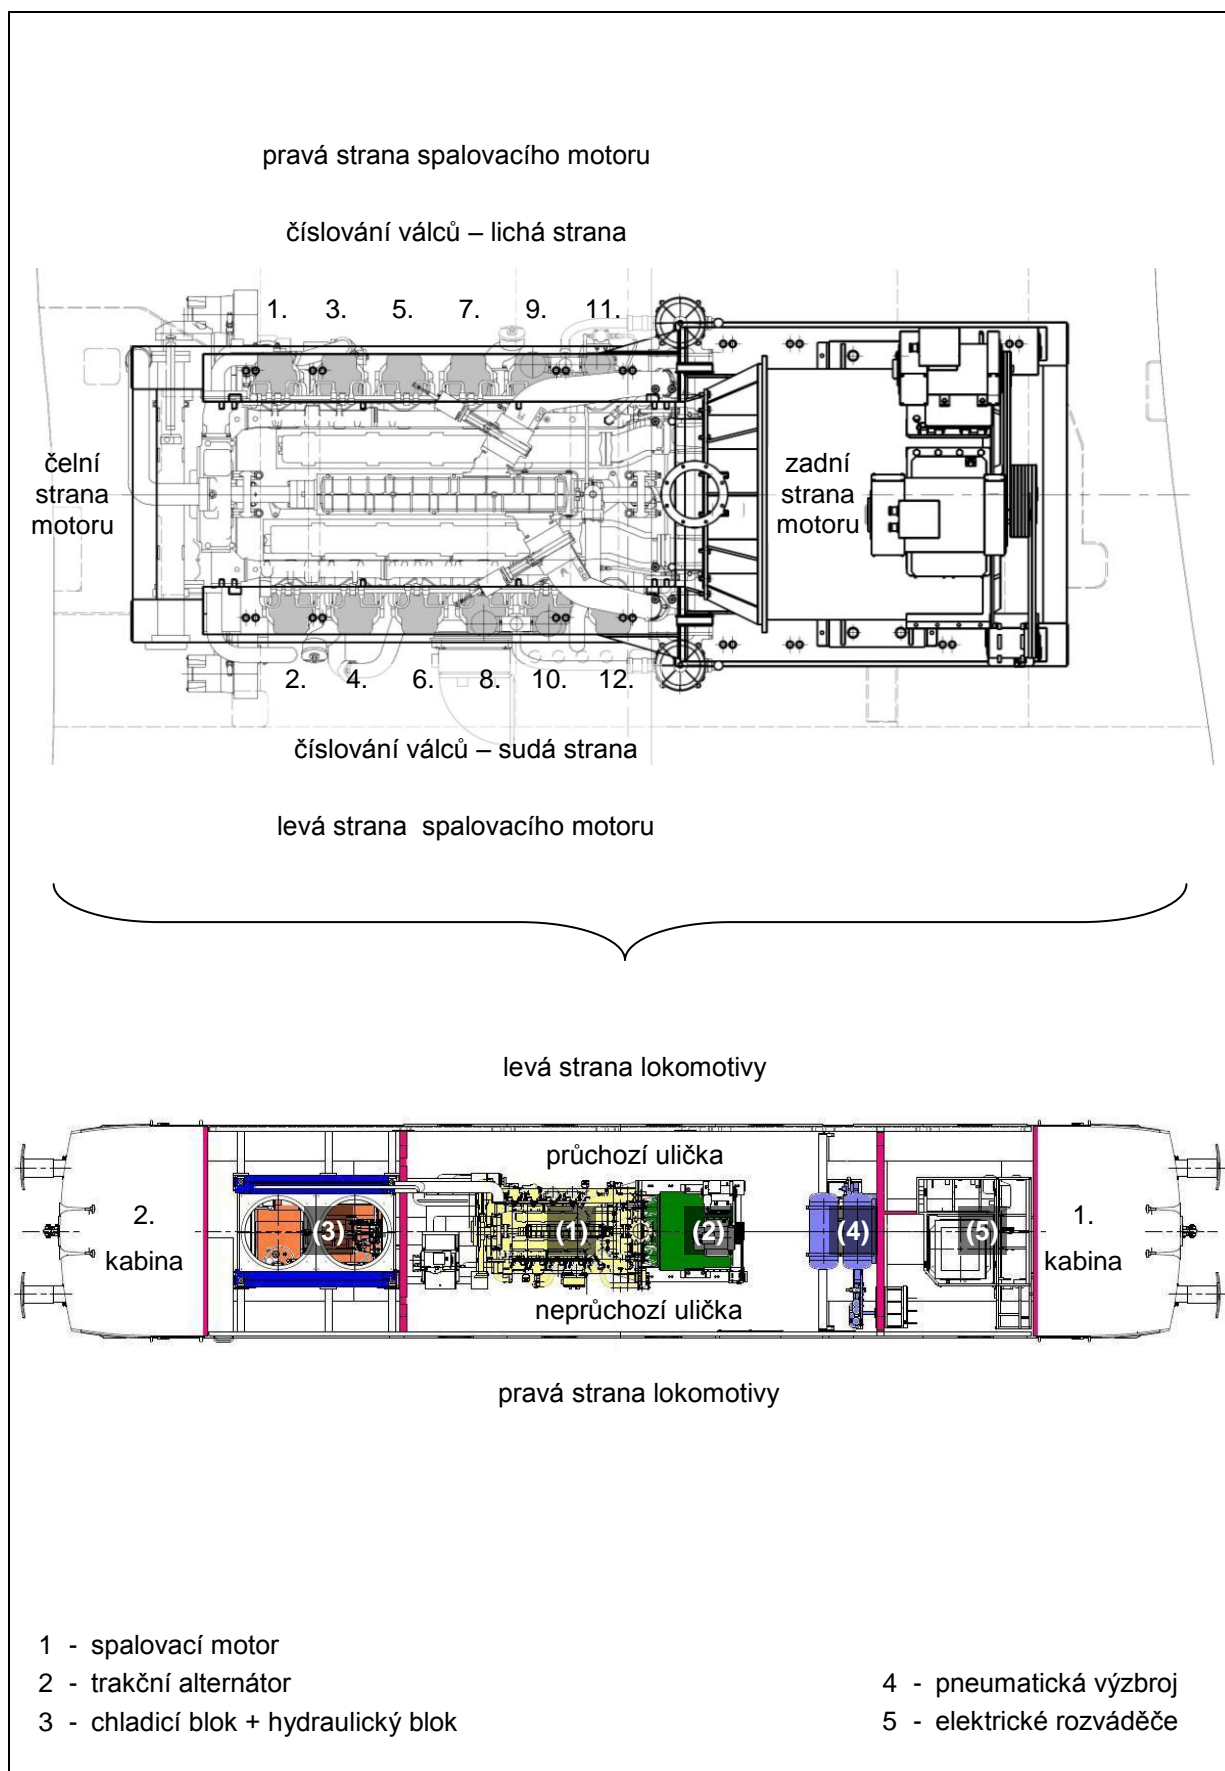 pravá strana spalovacího motoru
číslování válců – lichá strana
1. 3. 5. 7. 9. 11.
čelní
strana
motoru
zadní
strana
motoru
2. 4. 6. 8. 10. 12.
číslování válců – sudá strana
levá strana spalovacího motoru
levá strana lokomotivy
průchozí ulička
2.
kabina
(3)
(1)
(2)
(4)
(5)
1.
kabina
neprůchozí ulička
pravá strana lokomotivy
1 - spalovací motor
2 - trakční alternátor
3 - chladicí blok + hydraulický blok
4 - pneumatická výzbroj
5 - elektrické rozváděče